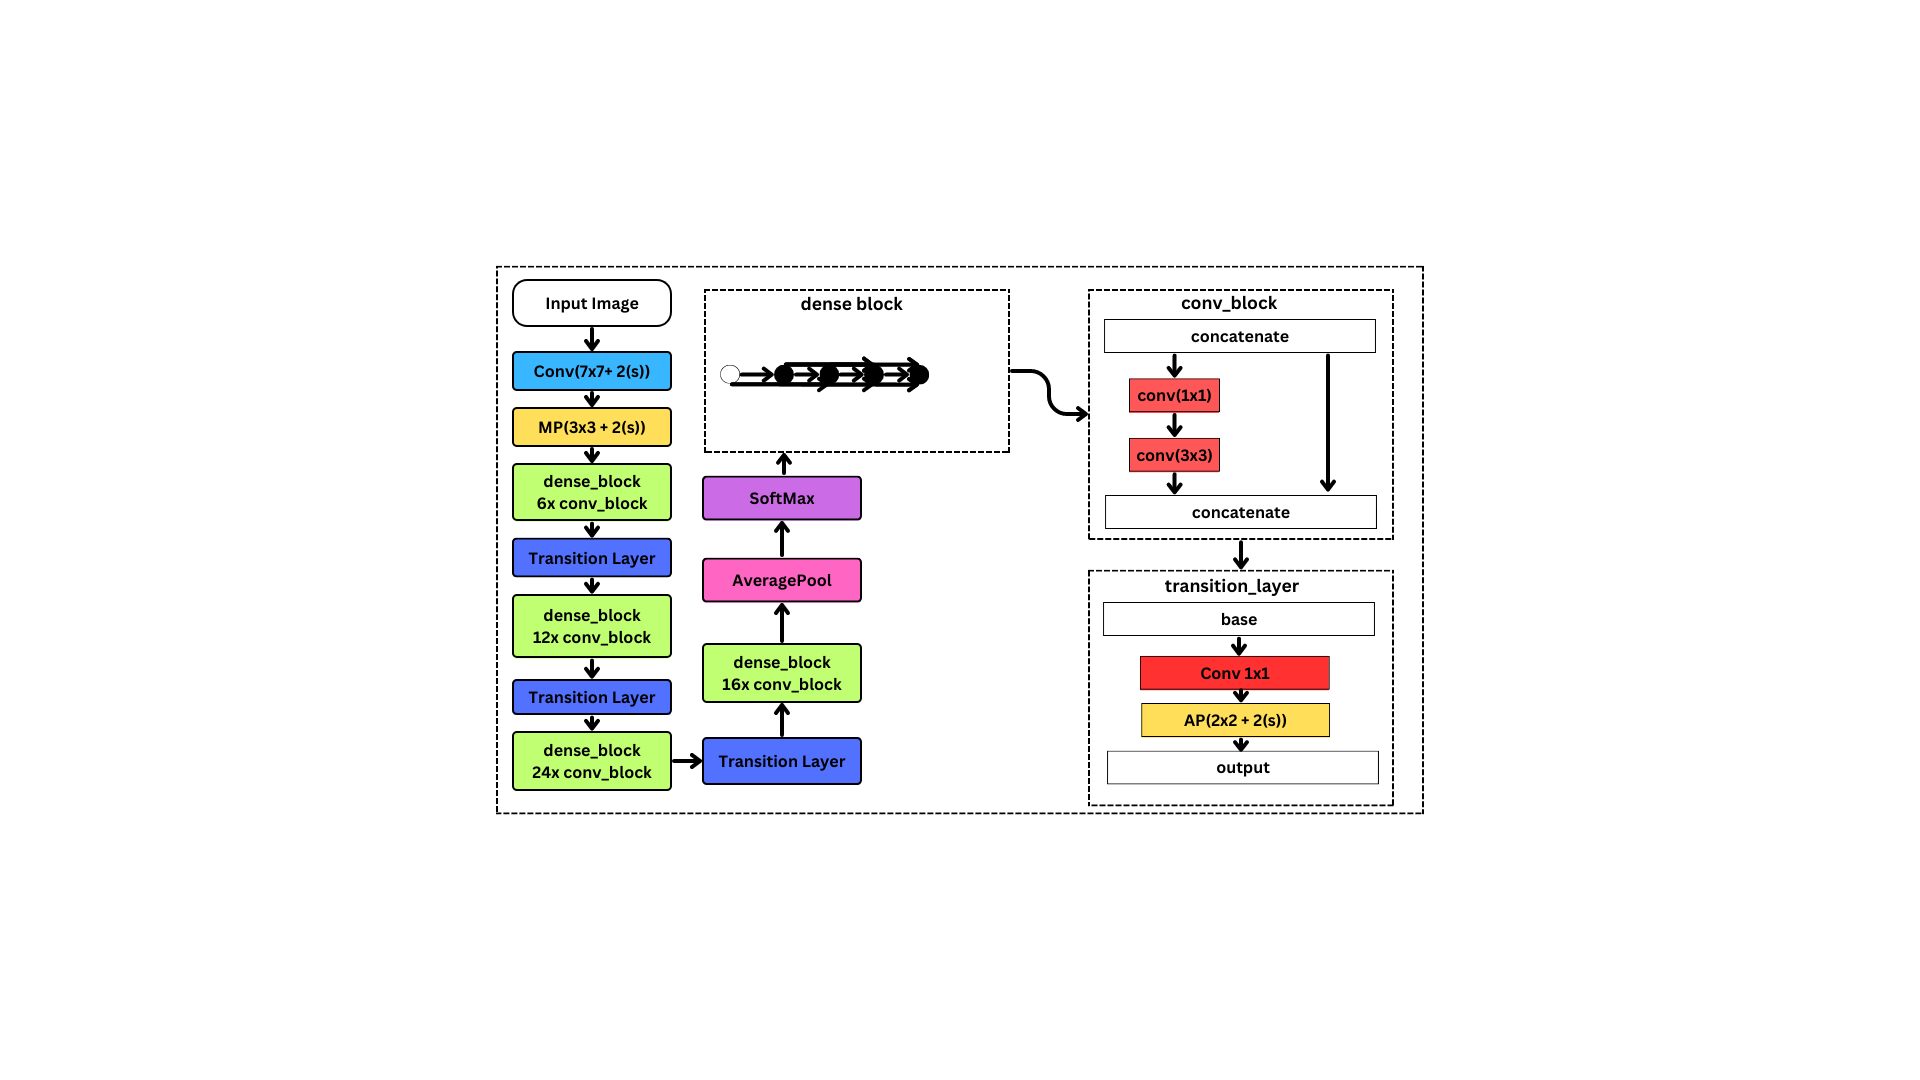 Input Image
Conv(7x7+ 2(s))
MP(3x3 + 2(s))
dense_block
6x conv_block
Transition Layer
dense_block
12x conv_block
Transition Layer
dense_block
24x conv_block
Transition Layer
dense_block
16x conv_block
AveragePool
SoftMax
dense block
conv_block
concatenate
conv(1x1)
conv(3x3)
concatenate
transition_layer
base
Conv 1x1
AP(2x2 + 2(s))
output